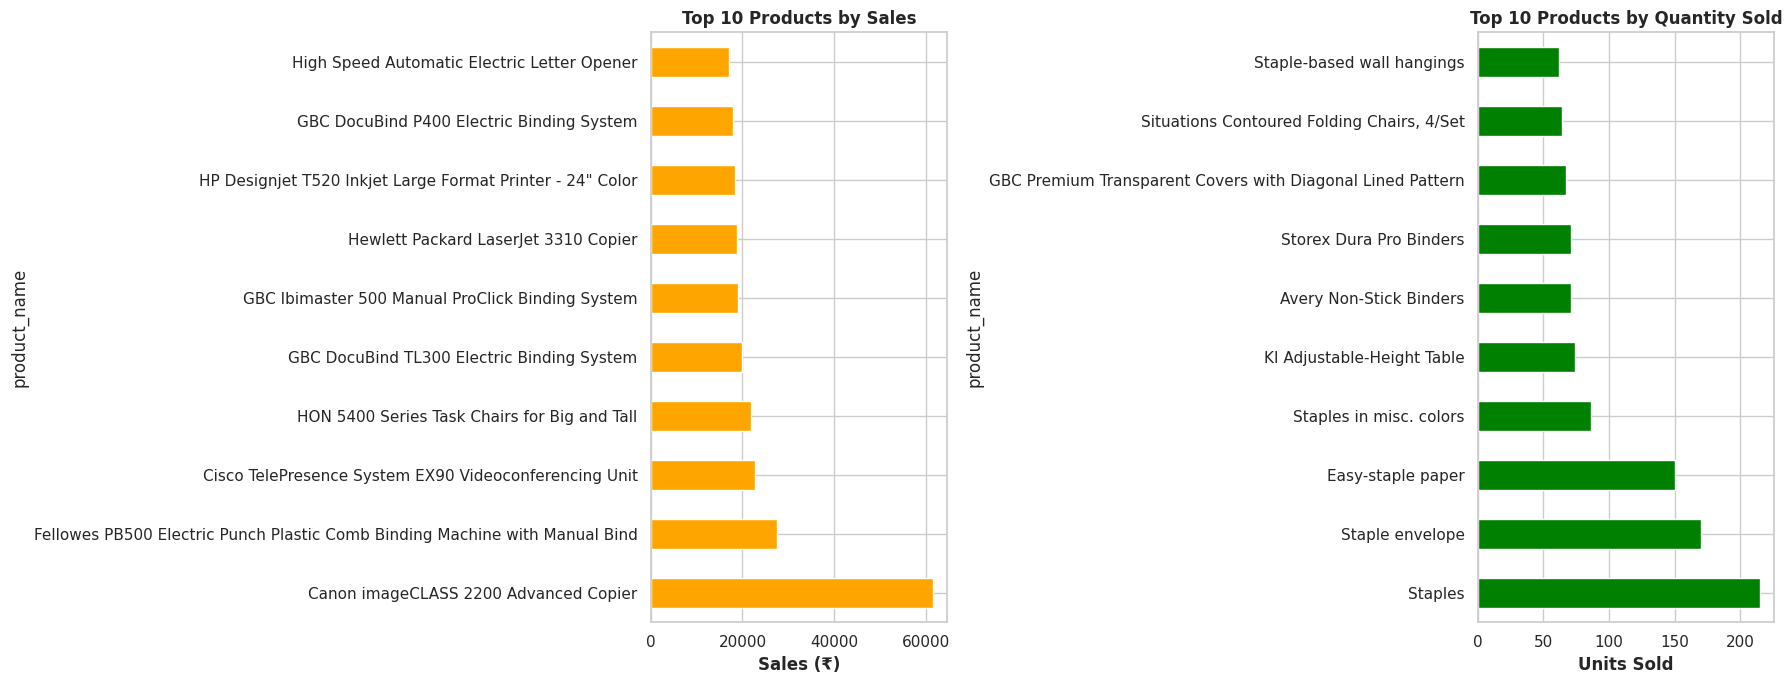 Top 10 Products by Sales
product_name
High Speed Automatic Electric Letter Opener
GBC DocuBind P400 Electric Binding System
HP Designjet T520 Inkjet Large Format Printer - 24" Color
Hewlett Packard LaserJet 3310 Copier
GBC Ibimaster 500 Manual ProClick Binding System
GBC DocuBind TL300 Electric Binding System
HON 5400 Series Task Chairs for Big and Tall
Cisco TelePresence System EX90 Videoconferencing Unit
Fellowes PB500 Electric Punch Plastic Comb Binding Machine with Manual Bind
Canon imageCLASS 2200 Advanced Copier
0 20000 40000 60000
Sales (₹)
Top 10 Products by Quantity Sold
product_name
Staple-based wall hangings
Situations Contoured Folding Chairs, 4/Set
GBC Premium Transparent Covers with Diagonal Lined Pattern
Storex Dura Pro Binders
Avery Non-Stick Binders
KI Adjustable-Height Table
Staples in misc. colors
Easy-staple paper
Staple envelope
Staples
0 50 100 150 200
Units Sold